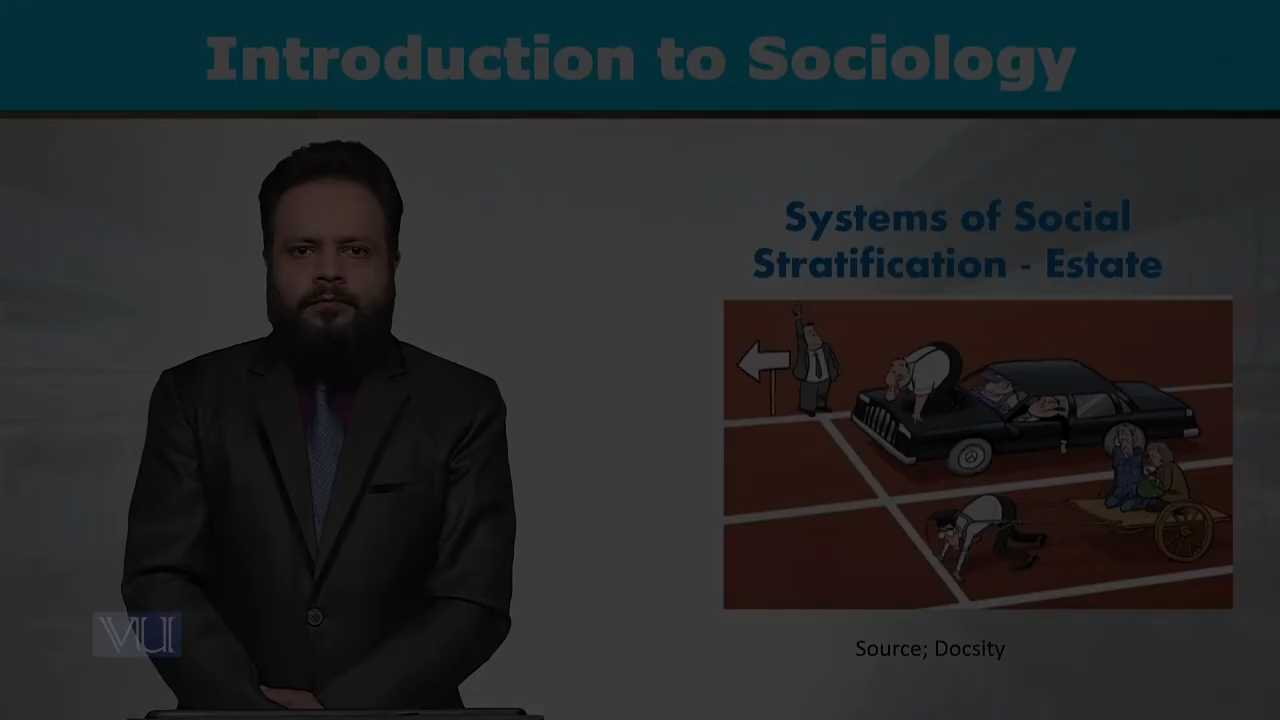 Introduction to Sociology
Systems of Social
Stratification - Estate
VU
Source; Docsity